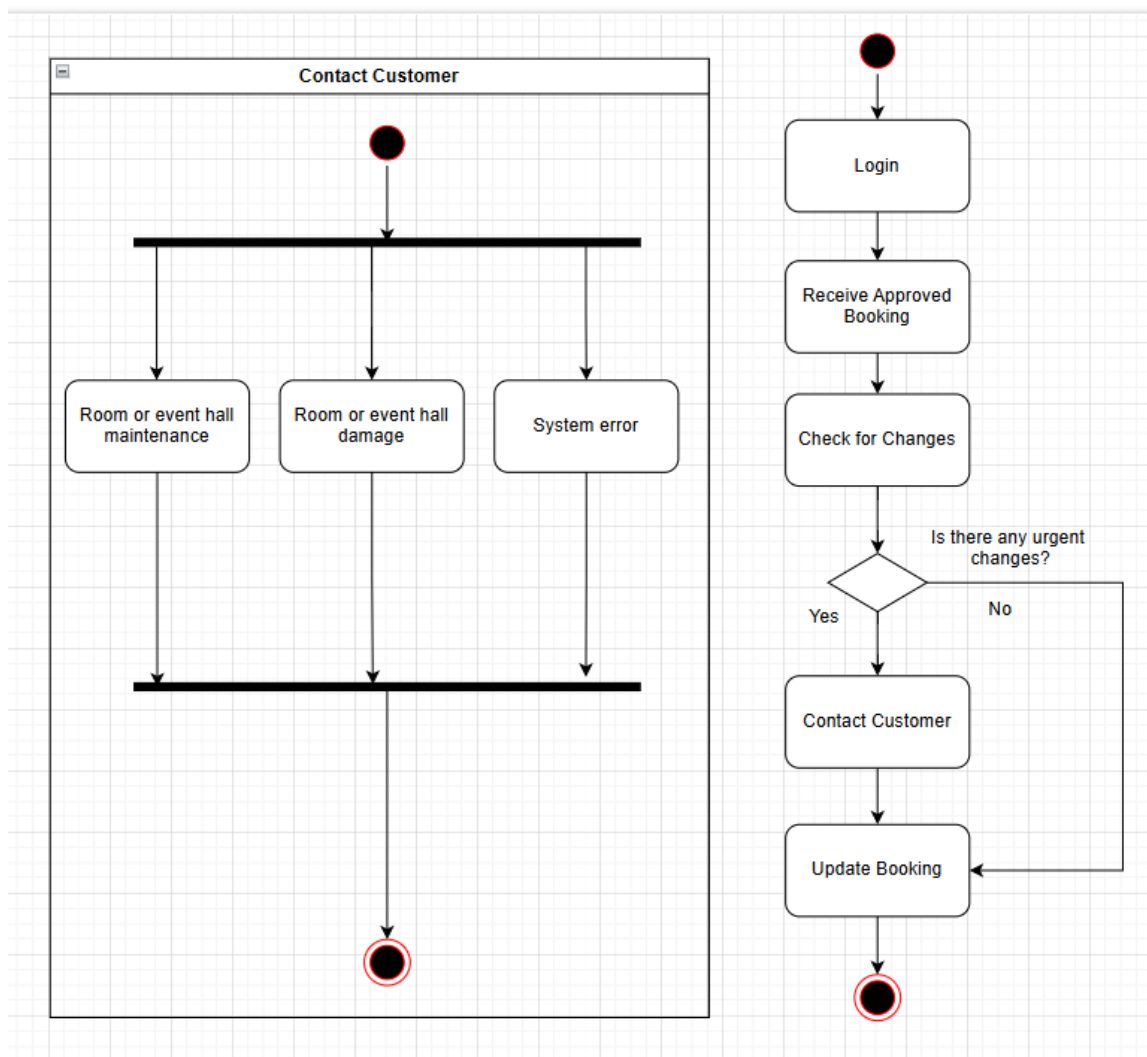 Contact Customer
Room or event hall
maintenance
Room or event hall
damage
System error
Login
Receive Approved
Booking
Check for Changes
Is there any urgent
changes?
Yes
No
Contact Customer
Update Booking